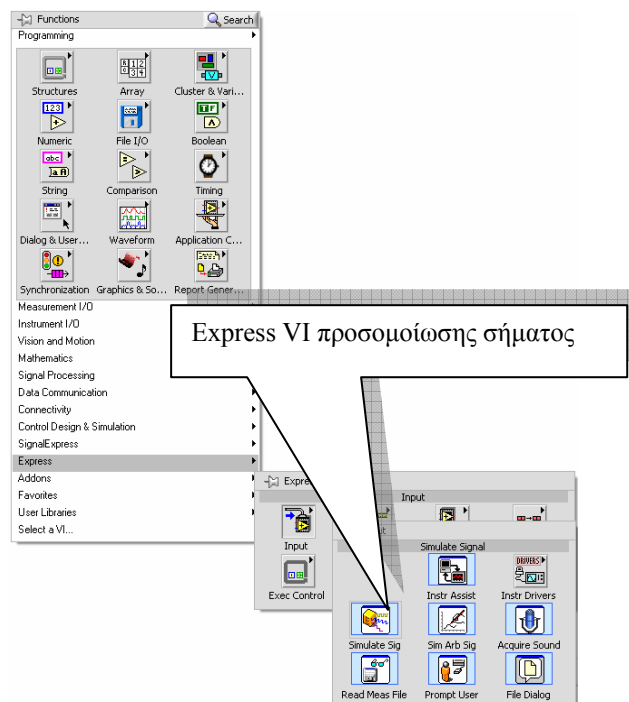 Functions
Search
Programming
Structures
Array
Cluster & Vari...
Numeric
File I/O
Boolean
String
Comparison
Timing
Dialog & User...
Waveform
Application C...
Synchronization
Graphics & So...
Report Gener...
Measurement I/O
Instrument I/O
Vision and Motion
Mathematics
Signal Processing
Data Communication
Connectivity
Control Design & Simulation
SignalExpress
Express
Addons
Favorites
User Libraries
Select a VI...
Express VI προσομοίωσης σήματος
Expre
Input
Input
Exec Control
Simulate Signal
Instr Assist
Instr Drivers
Simulate Sig
Sim Arb Sig
Acquire Sound
Read Meas File
Prompt User
File Dialog